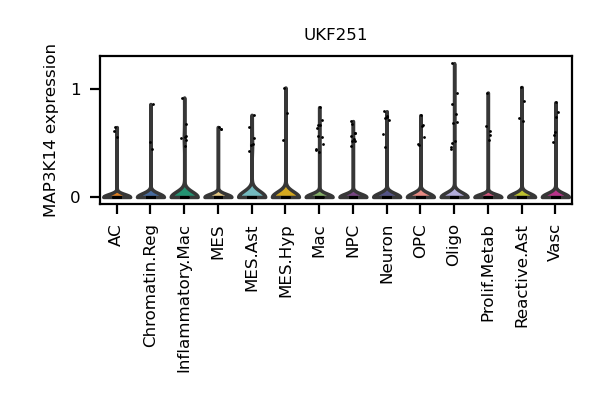 UKF251
MAP3K14 expression
1
0
AC
Chromatin.Reg
Inflammatory.Mac
MES
MES.Ast
MES.Hyp
Mac
NPC
Neuron
OPC
Oligo
Prolif.Metab
Reactive.Ast
Vasc